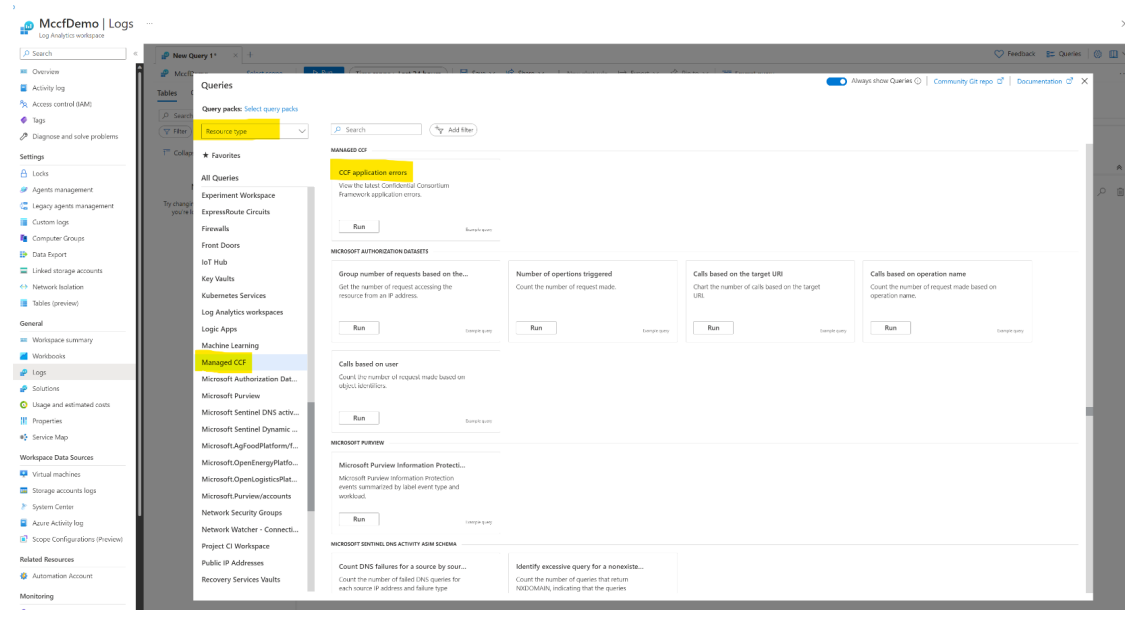 MccfDemo | Logs ...
Log Analytics workspace
Search
Overview
Activity log
Access control (IAM)
Tags
Diagnose and solve problems
Settings
Locks
Agents management
Legacy agents management
Custom logs
Computer Groups
Data Export
Linked storage accounts
Network Isolation
Tables (preview)
General
Workspace summary
Workbooks
Logs
Solutions
Usage and estimated costs
Properties
Service Map
Workspace Data Sources
Virtual machines
Storage accounts logs
System Center
Azure Activity log
Scope Configurations (Preview)
Related Resources
Automation Account
Monitoring
New Query 1*
Feedback
Queries
Tables
Search
Filter
Queries
Always show Queries
Community Git repo
Documentation
Query packs: Select query packs
Resource type
Search
Add filter
Favorites
All Queries
Experiment Workspace
ExpressRoute Circuits
Firewalls
Front Doors
IoT Hub
Key Vaults
Kubernetes Services
Log Analytics workspaces
Logic Apps
Machine Learning
Managed CCF
Microsoft Authorization Dat...
Microsoft Purview
Microsoft Sentinel DNS activ...
Microsoft Sentinel Dynamic ...
Microsoft.AgFoodPlatform/f...
Microsoft.OpenEnergyPlatfo...
Microsoft.OpenLogisticsPlat...
Microsoft.Purview/accounts
Network Security Groups
Network Watcher - Connecti...
Project CI Workspace
Public IP Addresses
Recovery Services Vaults
MANAGED CCF
CCF application errors
View the latest Confidential Consortium
Framework application errors.
Run
Example query
MICROSOFT AUTHORIZATION DATASETS
Group number of requests based on the...
Get the number of request accessing the
resource from an IP address.
Run
Example query
Number of opertions triggered
Count the number of request made.
Run
Example query
Calls based on the target URI
Chart the number of calls based on the target
URI.
Run
Example query
Calls based on operation name
Count the number of request made based on
operation name.
Run
Example query
Calls based on user
Count the number of request made based on
object identifiers.
Run
Example query
MICROSOFT PURVIEW
Microsoft Purview Information Protecti...
Microsoft Purview Information Protection
events summarized by label event type and
workload.
Run
Example query
MICROSOFT SENTINEL DNS ACTIVITY ASIM SCHEMA
Count DNS failures for a source by sour...
Count the number of failed DNS queries for
each source IP address and failure type
Identify excessive query for a nonexiste...
Count the number of queries that return
NXDOMAIN, indicating that the queries